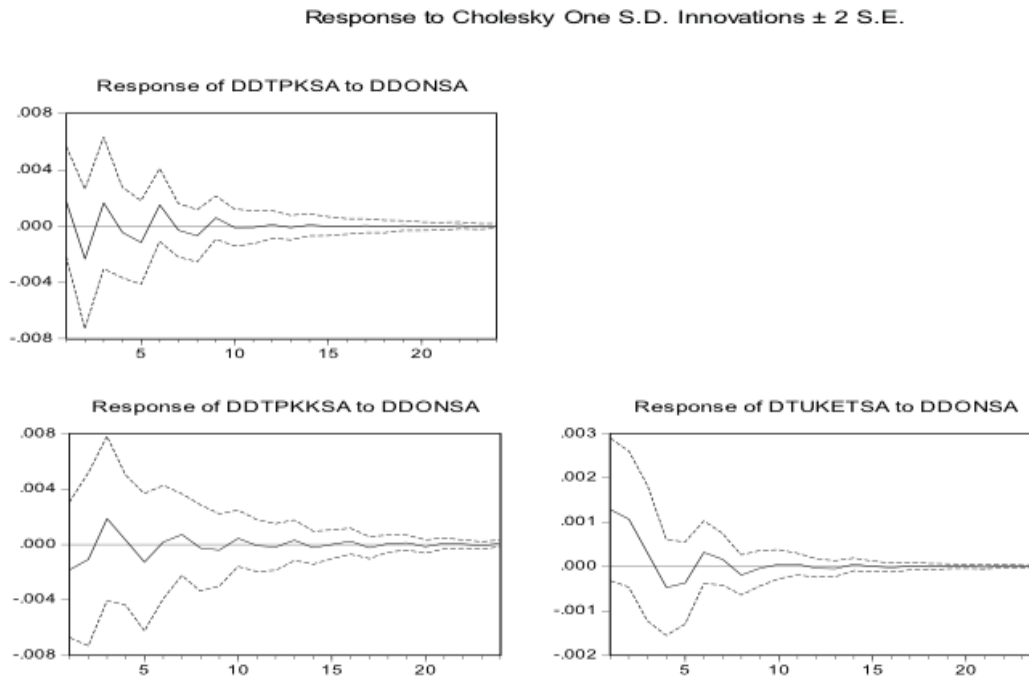 Response to Cholesky One S.D. Innovations ± 2 S.E.
Response of DDTPKSA to DDONSA
.008
.004
.000
-.004
-.008
5 10 15 20
Response of DDTPKKSA to DDONSA
.008
.004
.000
-.004
-.008
5 10 15 20
Response of DTUKETSA to DDONSA
.003
.002
.001
.000
-.001
-.002
5 10 15 20